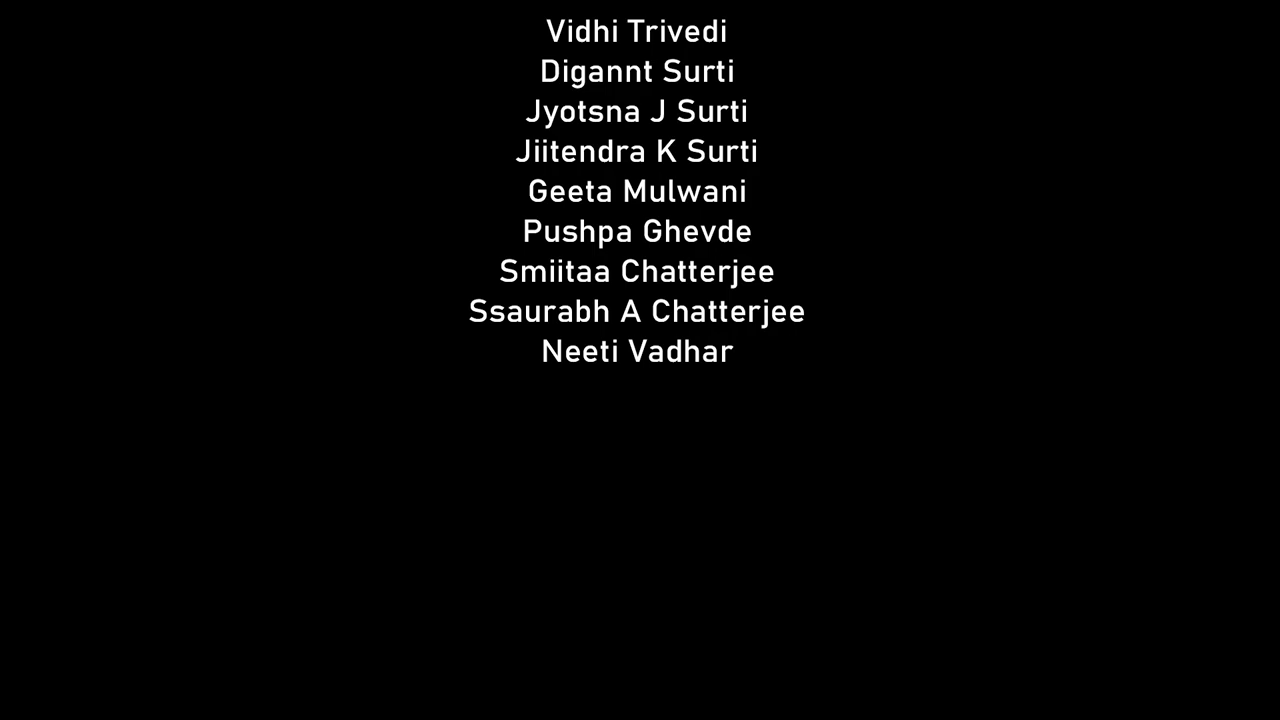 Vidhi Trivedi
Digannt Surti
Jyotsna J Surti
Jiitendra K Surti
Geeta Mulwani
Pushpa Ghevde
Smiitaa Chatterjee
Ssaurabh A Chatterjee
Neeti Vadhar